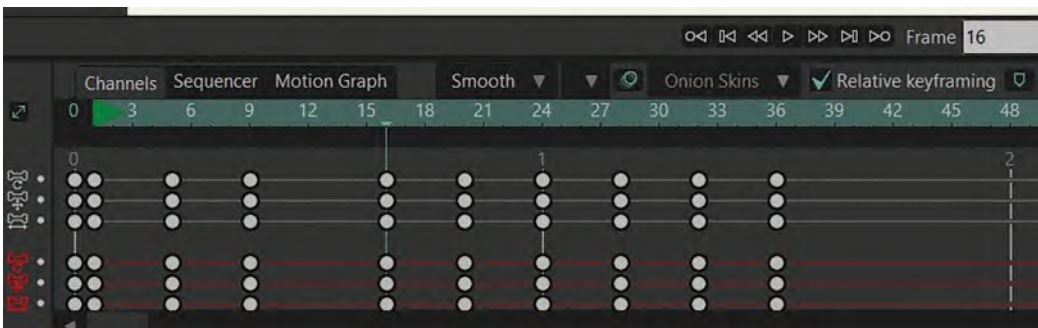 Frame 16
Channels Sequencer Motion Graph Smooth Onion Skins Relative keyframing
0 3 6 9 12 15 18 21 24 27 30 33 36 39 42 45 48
0 1 2